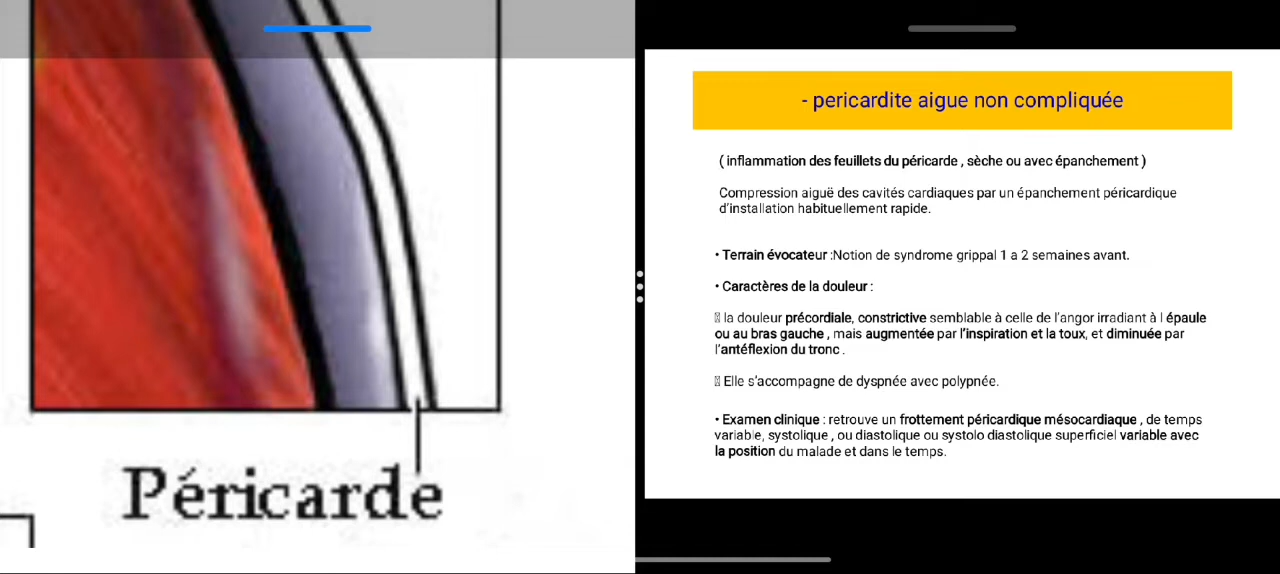 Péricarde
- pericardite aigue non compliquée
( inflammation des feuillets du péricarde , sèche ou avec épanchement )
Compression aiguë des cavités cardiaques par un épanchement péricardique
d'installation habituellement rapide.
• Terrain évocateur :Notion de syndrome grippal 1 a 2 semaines avant.
• Caractères de la douleur :
la douleur précordiale, constrictive semblable à celle de l'angor irradiant à l épaule
ou au bras gauche , mais augmentée par l'inspiration et la toux, et diminuée par
l'antéflexion du tronc .
Elle s'accompagne de dyspnée avec polypnée.
• Examen clinique : retrouve un frottement péricardique mésocardiaque , de temps
variable, systolique , ou diastolique ou systolo diastolique superficiel variable avec
la position du malade et dans le temps.